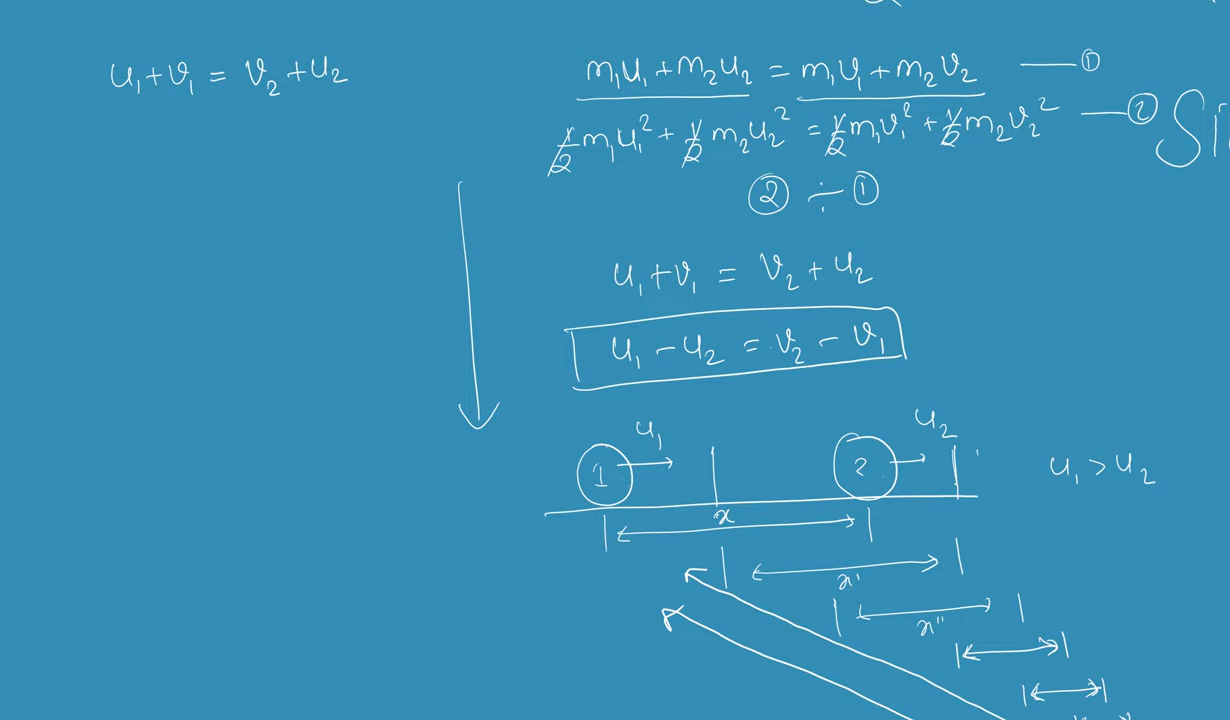 u₁+v₁ = v₂+u₂
m₁u₁+m₂u₂ = m₁v₁+m₂v₂ —①
½m₁u₁²+½m₂u₂² = ½m₁v₁²+½m₂v₂² —②
② ÷ ①
u₁+v₁ = v₂+u₂
u₁-u₂ = v₂-v₁
u₁ u₂
1 2 u₁>u₂
x
x'
x"